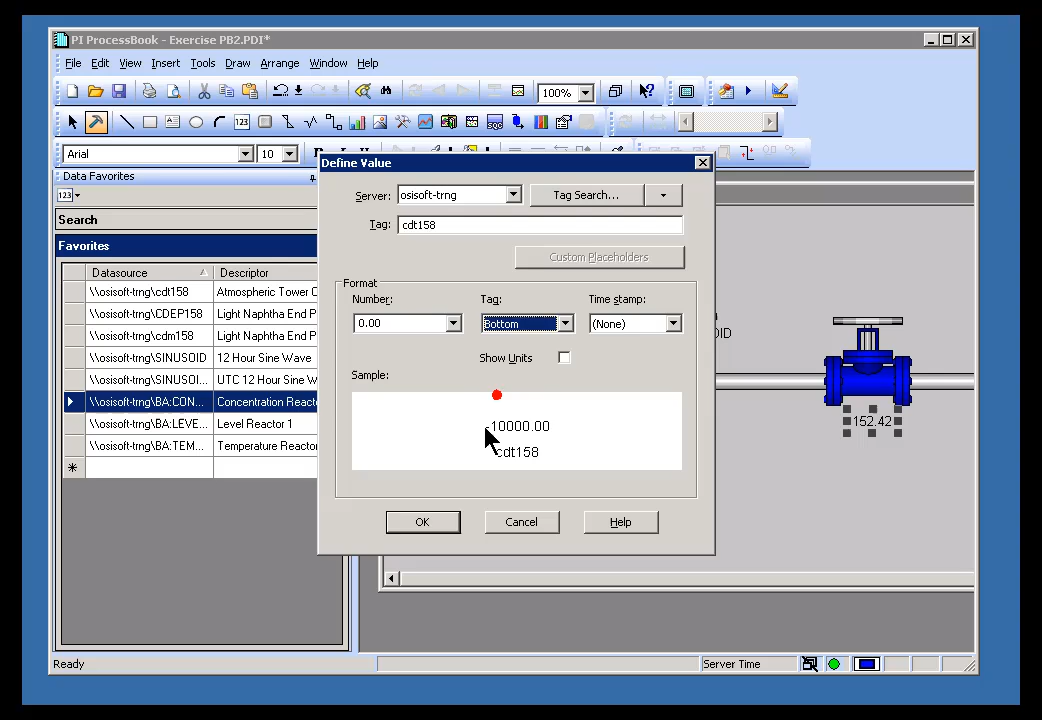 PI ProcessBook - Exercise PB2.PDI*
File Edit View Insert Tools Draw Arrange Window Help
100%
123
SQC
Arial
10
Data Favorites
123
Search
Favorites
Datasource Descriptor
\\osisoft-trng\cdt158 Atmospheric Tower
\\osisoft-trng\CDEP158 Light Naphtha End P
\\osisoft-trng\cdm158 Light Naphtha End P
\\osisoft-trng\SINUSOID 12 Hour Sine Wave
\\osisoft-trng\SINUSOI... UTC 12 Hour Sine W
\\osisoft-trng\BA:CON... Concentration React
\\osisoft-trng\BA:LEVE... Level Reactor 1
\\osisoft-trng\BA:TEM... Temperature Reacto
Define Value
Server: osisoft-trng Tag Search...
Tag: cdt158
Custom Placeholders
Format
Number: Tag: Time stamp:
0.00 Bottom (None)
Show Units
Sample:
-10000.00
cdt158
OK Cancel Help
OID
152.42
Ready
Server Time